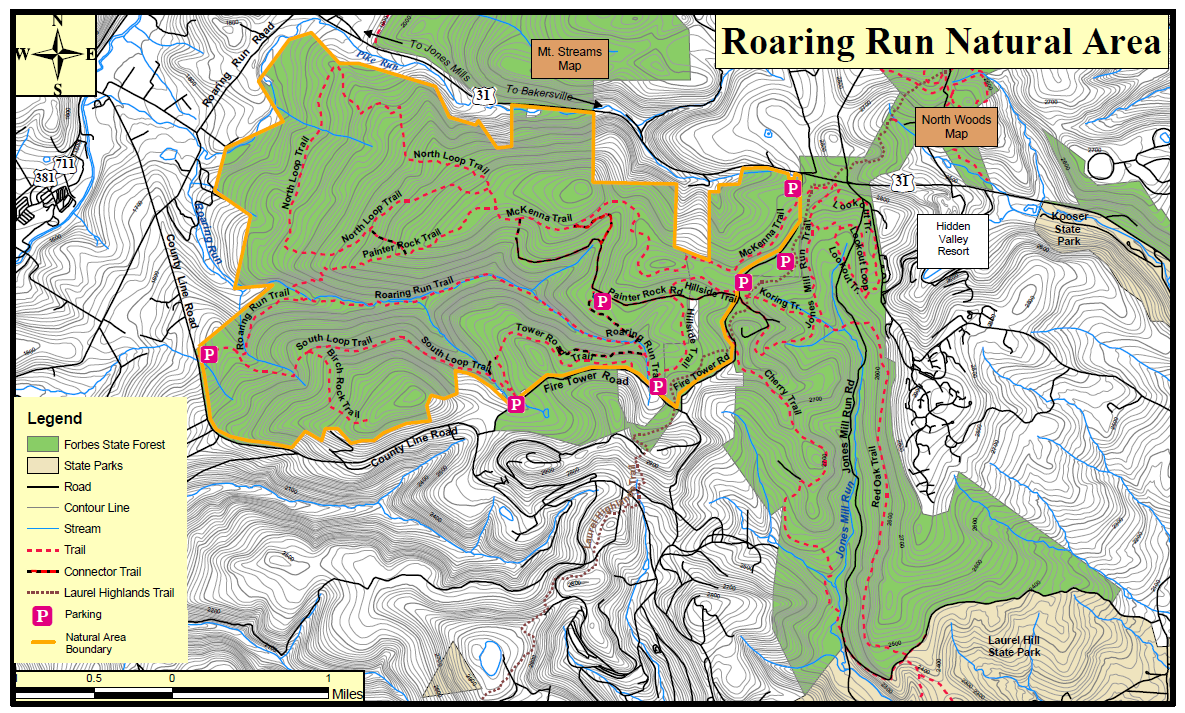 Roaring Run Natural Area
N
W
E
S
Roaring Run Road
Pike Run
To Jones Mills
31
To Bakersville
Mt. Streams
Map
North Woods
Map
31
711
381
Hidden
Valley
Resort
Kooser
State
Park
North Loop Trail
North Loop Trail
North Loop Trail
Painter Rock Trail
McKenna Trail
McKenna Trail
Roaring Run
County Line Road
Roaring Run Trail
Roaring Run Trail
South Loop Trail
South Loop Trail
Birch Rock Trail
Tower Road
Trail
Roaring Run Trail
Painter Rock Rd
Hillside Trail
Hillside Trail
Koring Tr.
Jones Mill Run Trail
Lookout Tr.
Lookout Loop
Lookout Tr.
Fire Tower Road
Fire Tower Rd
Cherry Trail
Jones Mill Run Rd
Red Oak Trail
Jones Mill Run
County Line Road
Laurel Highlands
Laurel Hill
State Park
P
P
P
P
P
P
P
Legend
Forbes State Forest
State Parks
Road
Contour Line
Stream
Trail
Connector Trail
Laurel Highlands Trail
P Parking
Natural Area
Boundary
0.5 0 1
Miles